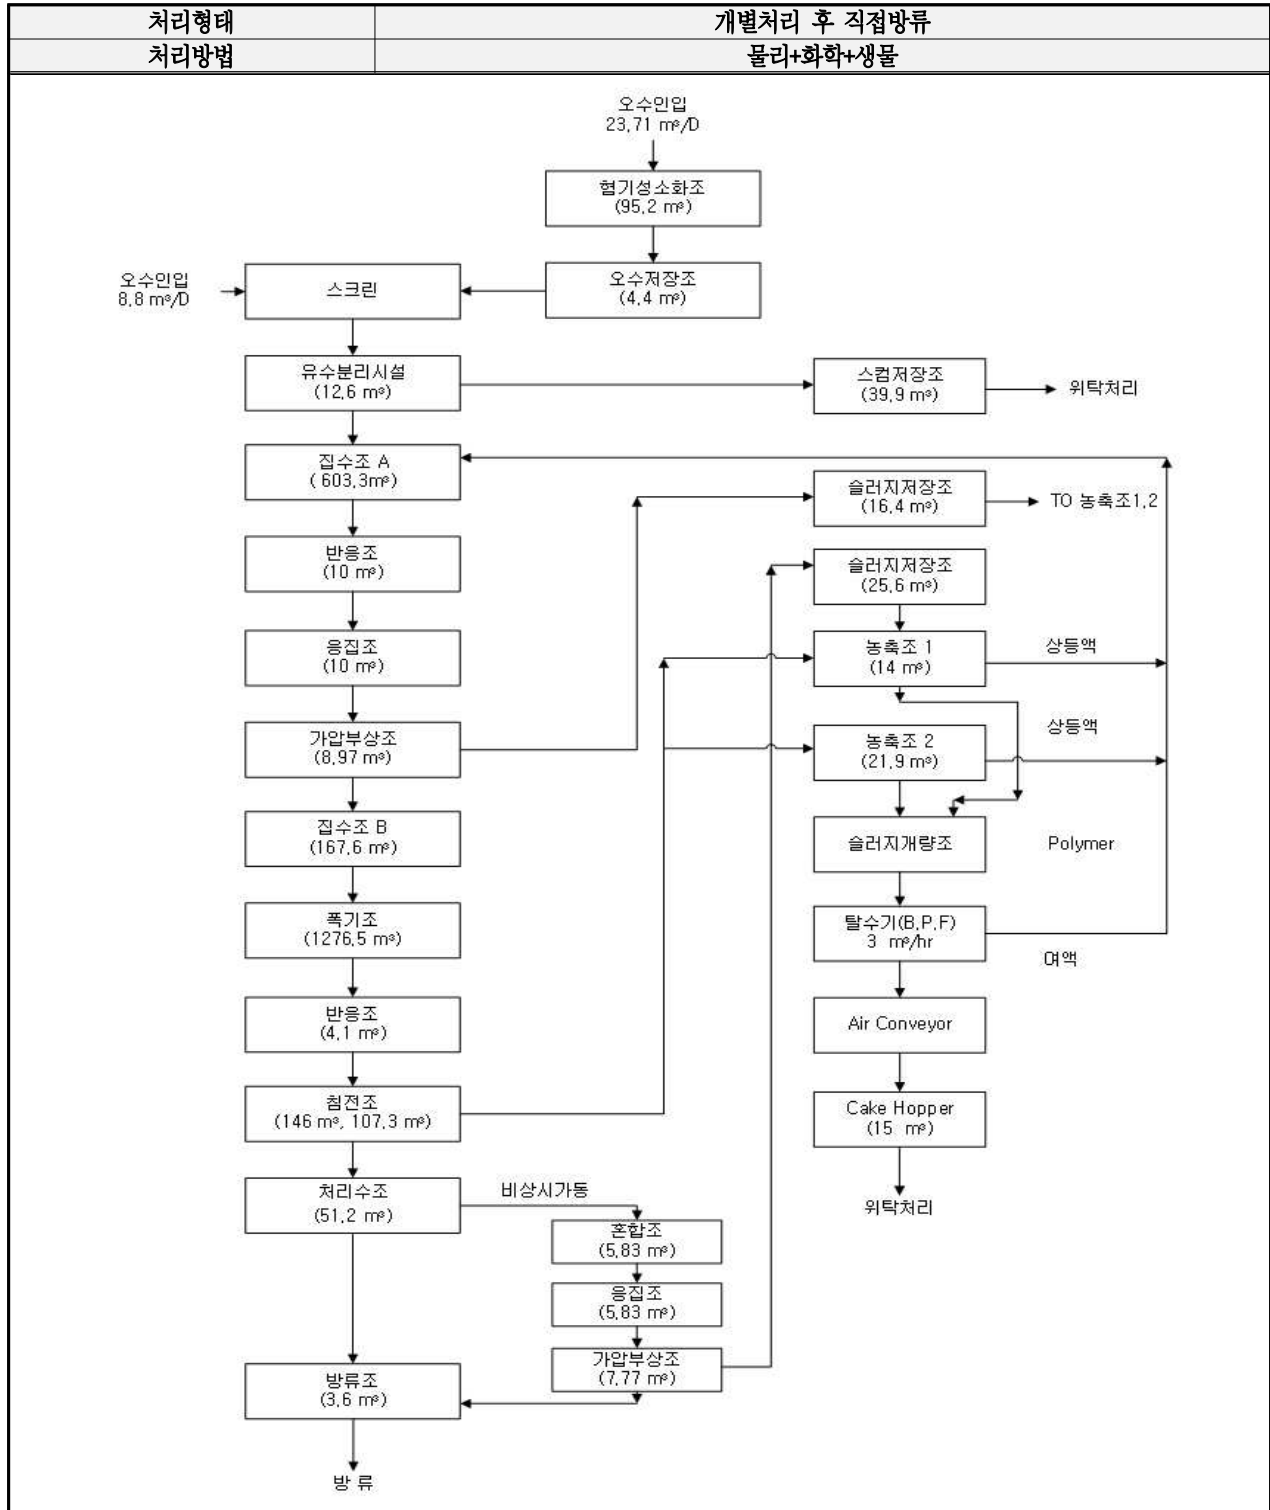 처리형태
개별처리 후 직접방류
처리방법
물리+화학+생물
오수인입
23,71 m³/D
혐기성소화조
(95,2 m³)
오수인입
8,8 m³/D
스크린
오수저장조
(4,4 m³)
유수분리시설
(12,6 m³)
스컴저장조
(39,9 m³)
위탁처리
집수조 A
( 603,3m³)
슬러지저장조
(16,4 m³)
TO 농축조1,2
반응조
(10 m³)
슬러지저장조
(25,6 m³)
응집조
(10 m³)
농축조 1
(14 m³)
상등액
가압부상조
(8,97 m³)
농축조 2
(21,9 m³)
상등액
집수조 B
(167,6 m³)
슬러지개량조
Polymer
폭기조
(1276,5 m³)
탈수기(B,P,F)
3 m³/hr
여액
반응조
(4,1 m³)
Air Conveyor
침전조
(146 m³, 107,3 m³)
Cake Hopper
(15 m³)
처리수조
(51,2 m³)
비상시가동
위탁처리
혼합조
(5,83 m³)
응집조
(5,83 m³)
가압부상조
(7,77 m³)
방류조
(3,6 m³)
방 류